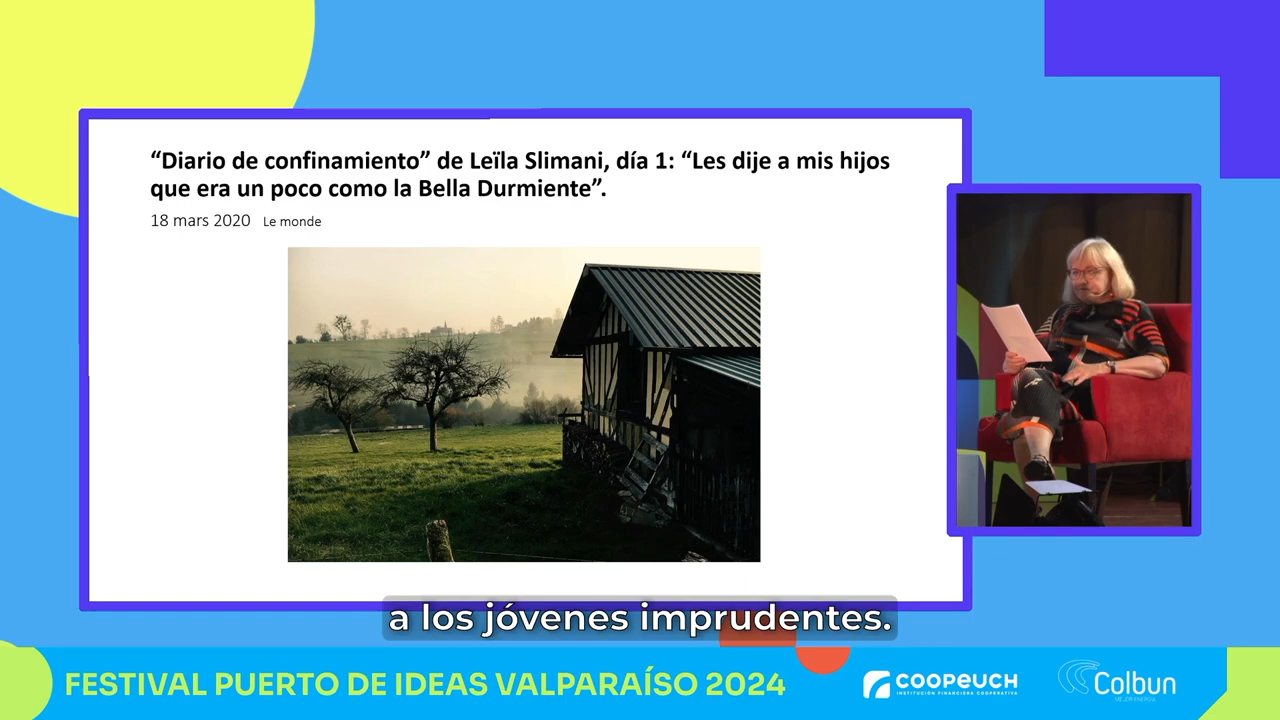 “Diario de confinamiento” de Leïla Slimani, día 1: “Les dije a mis hijos
que era un poco como la Bella Durmiente”.
18 mars 2020 Le monde
a los jóvenes imprudentes.
FESTIVAL PUERTO DE IDEAS VALPARAÍSO 2024
COOPEUCH
INSTITUCIÓN FINANCIERA COOPERATIVA
Colbun
MEJOR ENERGÍA